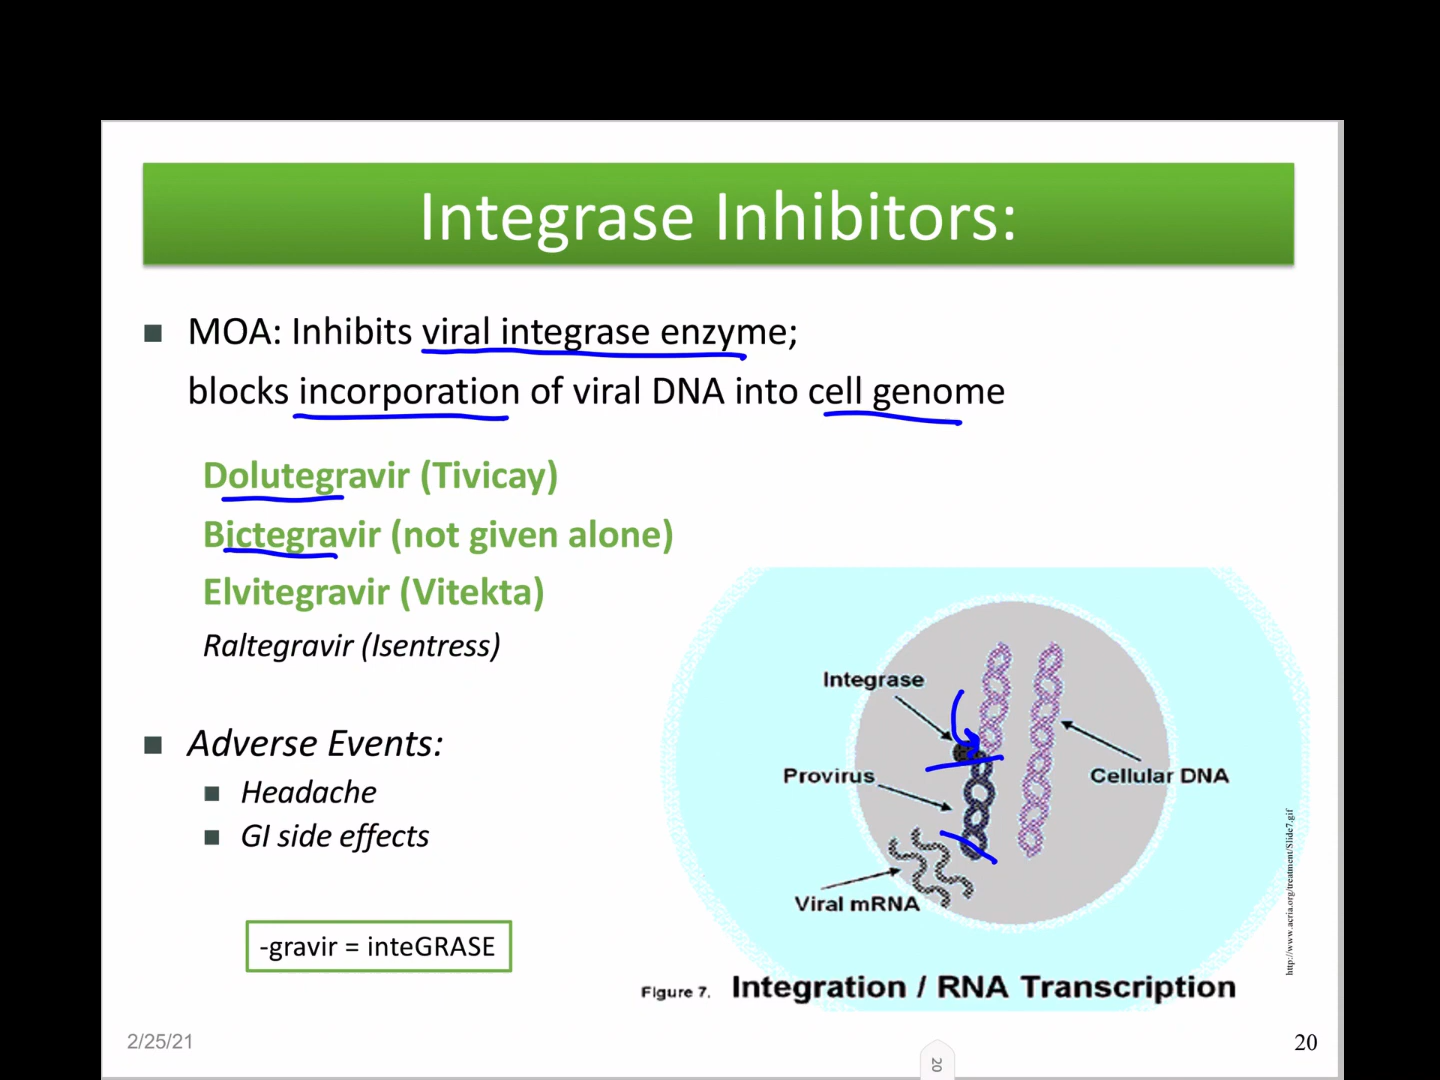 Integrase Inhibitors:
MOA: Inhibits viral integrase enzyme;
blocks incorporation of viral DNA into cell genome
Dolutegravir (Tivicay)
Bictegravir (not given alone)
Elvitegravir (Vitekta)
Raltegravir (Isentress)
Adverse Events:
Headache
GI side effects
-gravir = inteGRASE
Integrase
Provirus
Cellular DNA
Viral mRNA
Figure 7. Integration / RNA Transcription
http://www.acria.org/treatment/Slide7.gif
2/25/21
20
20